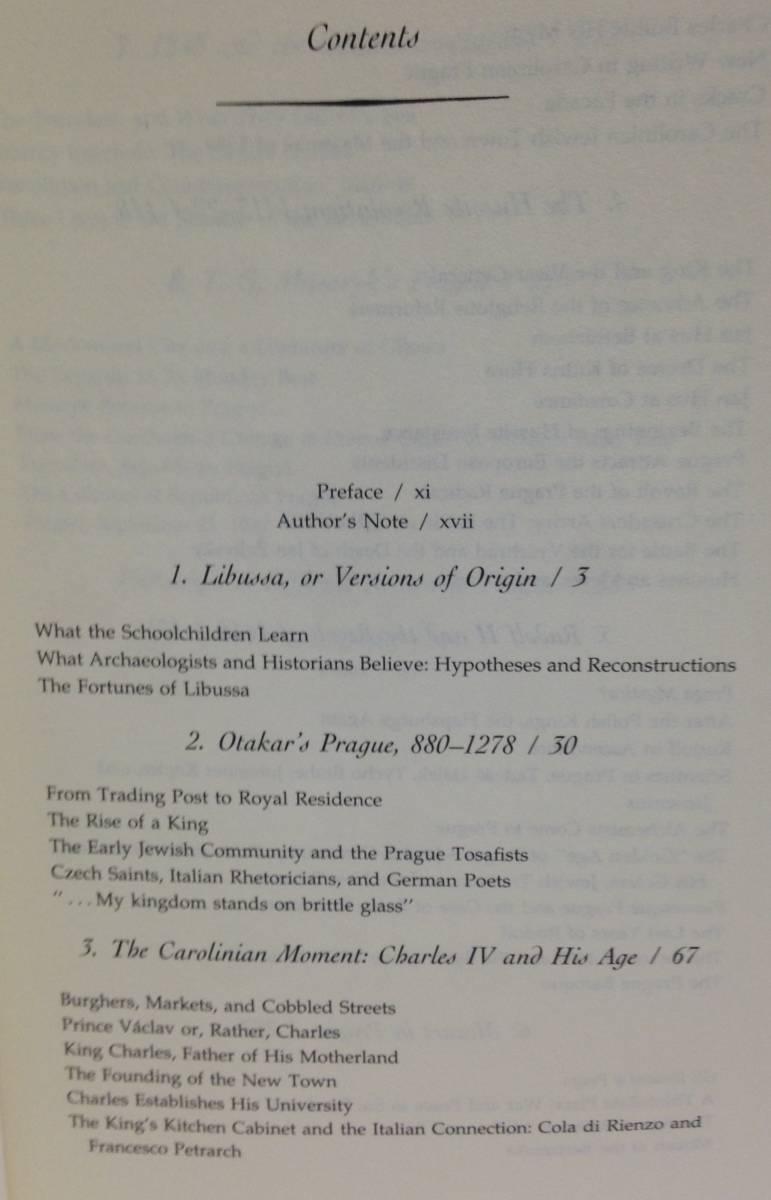 Contents
Preface / xi
Author's Note / xvii
1. Libussa, or Versions of Origin / 3
What the Schoolchildren Learn
What Archaeologists and Historians Believe: Hypotheses and Reconstructions
The Fortunes of Libussa
2. Otakar's Prague, 880–1278 / 30
From Trading Post to Royal Residence
The Rise of a King
The Early Jewish Community and the Prague Tosafists
Czech Saints, Italian Rhetoricians, and German Poets
"...My kingdom stands on brittle glass"
3. The Carolinian Moment: Charles IV and His Age / 67
Burghers, Markets, and Cobbled Streets
Prince Václav or, Rather, Charles
King Charles, Father of His Motherland
The Founding of the New Town
Charles Establishes His University
The King's Kitchen Cabinet and the Italian Connection: Cola di Rienzo and
Francesco Petrarch